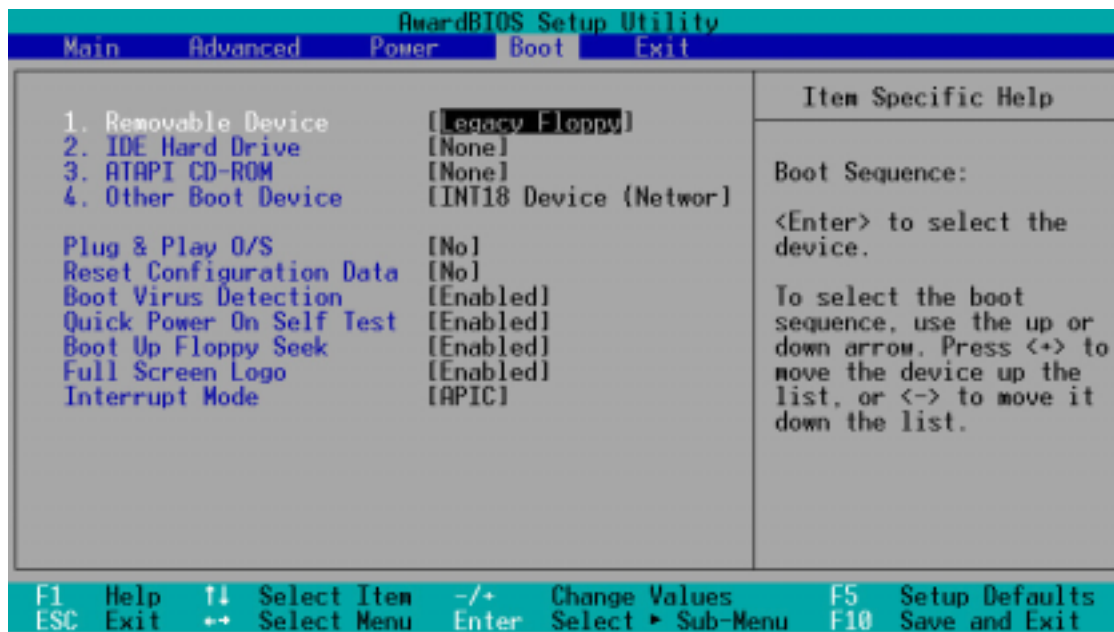 AwardBIOS Setup Utility
Main Advanced Power Boot Exit
1. Removable Device [Legacy Floppy]
2. IDE Hard Drive [None]
3. ATAPI CD-ROM [None]
4. Other Boot Device [INT18 Device (Networ]
Plug & Play O/S [No]
Reset Configuration Data [No]
Boot Virus Detection [Enabled]
Quick Power On Self Test [Enabled]
Boot Up Floppy Seek [Enabled]
Full Screen Logo [Enabled]
Interrupt Mode [APIC]
Item Specific Help
Boot Sequence:
<Enter> to select the
device.
To select the boot
sequence, use the up or
down arrow. Press <+> to
move the device up the
list, or <-> to move it
down the list.
F1 Help ↑↓ Select Item -/+ Change Values F5 Setup Defaults
ESC Exit ←→ Select Menu Enter Select ► Sub-Menu F10 Save and Exit